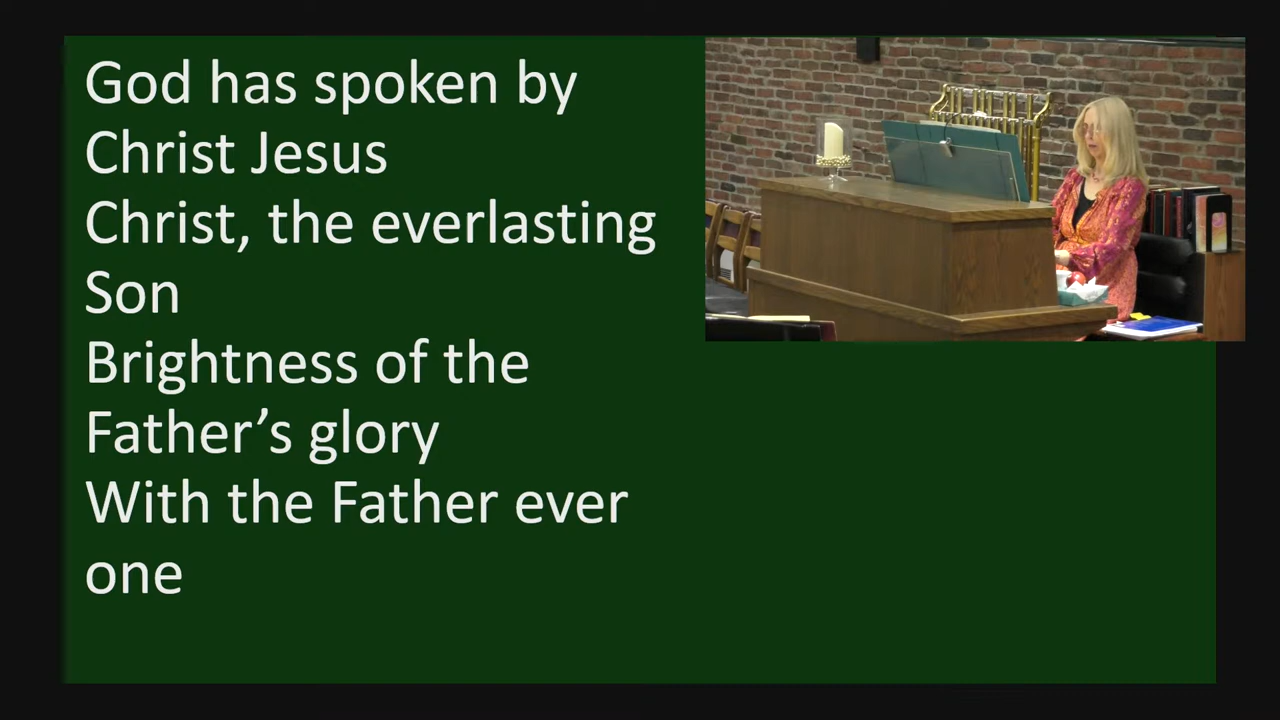 God has spoken by
Christ Jesus
Christ, the everlasting
Son
Brightness of the
Father’s glory
With the Father ever
one